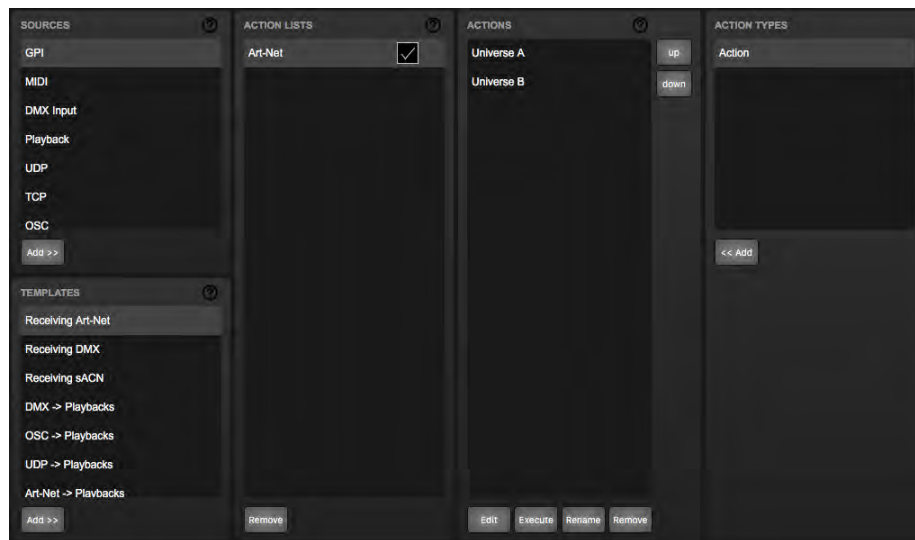 SOURCES
GPI
MIDI
DMX Input
Playback
UDP
TCP
OSC
Add >>
TEMPLATES
Receiving Art-Net
Receiving DMX
Receiving sACN
DMX -> Playbacks
OSC -> Playbacks
UDP -> Playbacks
Art-Net -> Playbacks
Add >>
ACTION LISTS
Art-Net
Remove
ACTIONS
Universe A
Universe B
up
down
Edit Execute Rename Remove
ACTION TYPES
Action
<< Add